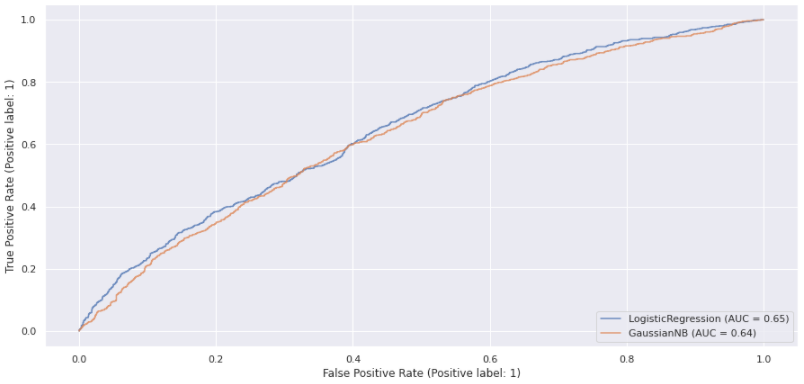 True Positive Rate (Positive label: 1)
1.0
0.8
0.6
0.4
0.2
0.0
LogisticRegression (AUC = 0.65)
GaussianNB (AUC = 0.64)
0.0 0.2 0.4 0.6 0.8 1.0
False Positive Rate (Positive label: 1)